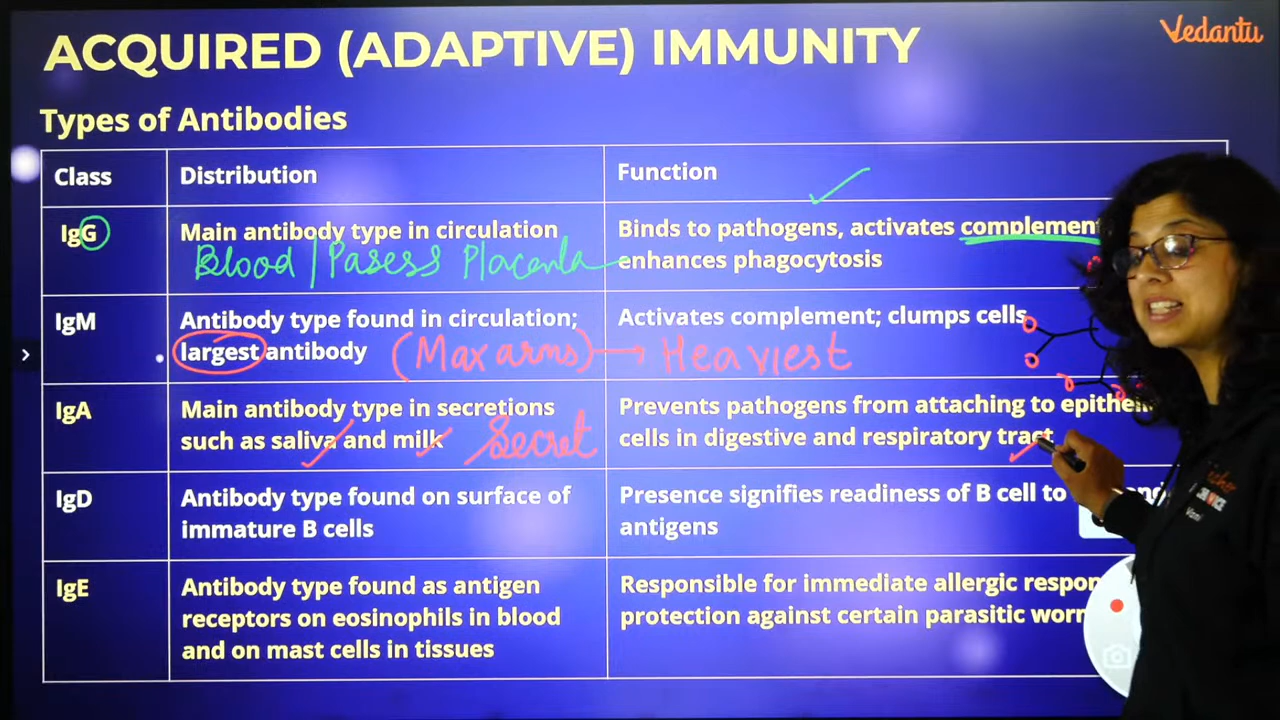 Vedantu
ACQUIRED (ADAPTIVE) IMMUNITY
Types of Antibodies
Class
Distribution
Function
IgG
Main antibody type in circulation
Blood / Pasess Placenta
Binds to pathogens, activates complement
enhances phagocytosis
IgM
Antibody type found in circulation;
largest antibody
(Max arms) → Heaviest
Activates complement; clumps cells
IgA
Main antibody type in secretions
such as saliva and milk
Secret
Prevents pathogens from attaching to
cells in digestive and respiratory tract
IgD
Antibody type found on surface of
immature B cells
Presence signifies readiness of B cell to
antigens
IgE
Antibody type found as antigen
receptors on eosinophils in blood
and on mast cells in tissues
Responsible for immediate allergic
protection against certain parasitic
Vani